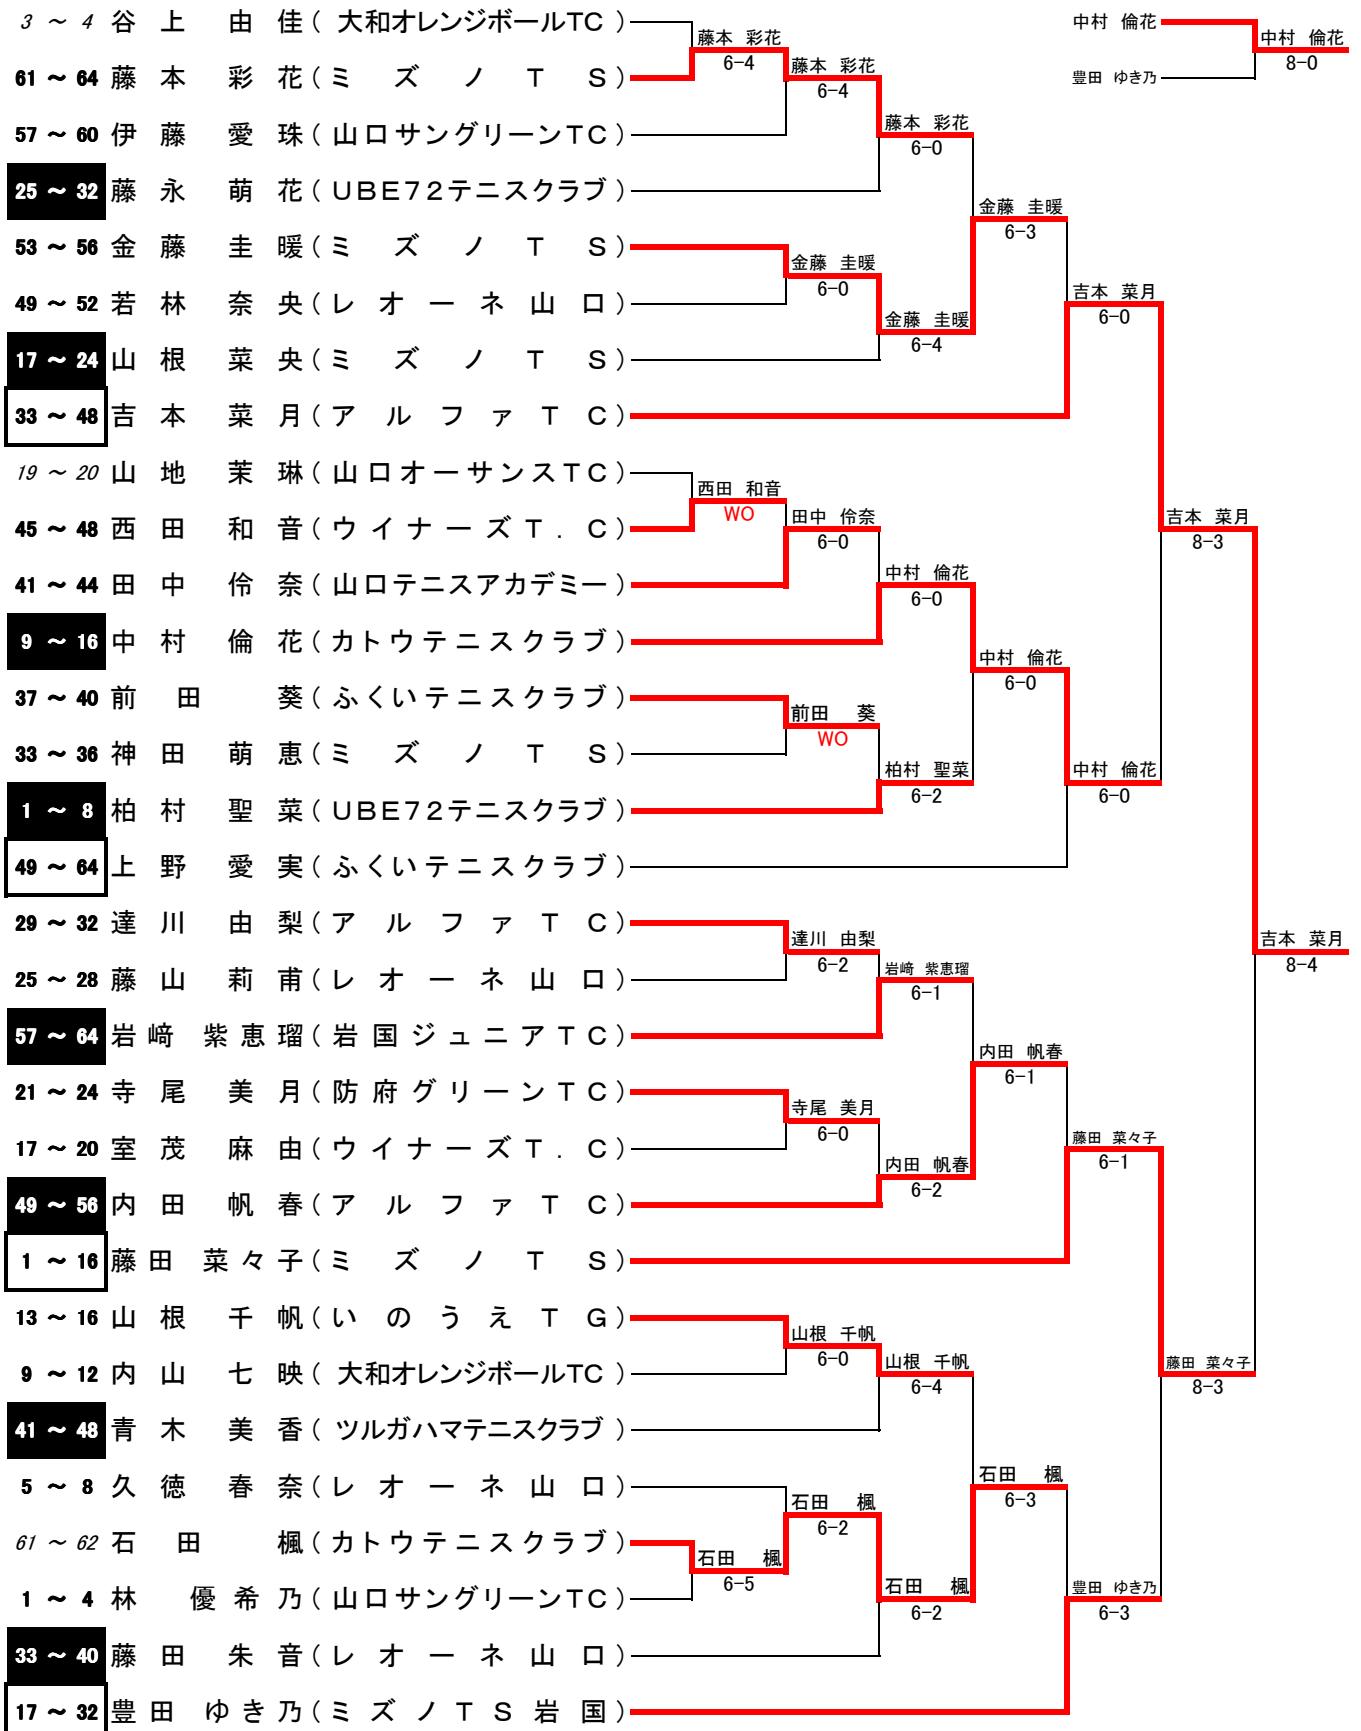 3 ～ 4 谷上 由佳 ( 大和オレンジボールTC )
61 ～ 64 藤本 彩花 ( ミズノTS )
57 ～ 60 伊藤 愛珠 ( 山口サングリーンTC )
25 ～ 32 藤永 萌花 ( UBE72テニスクラブ )
53 ～ 56 金藤 圭暖 ( ミズノTS )
49 ～ 52 若林 奈央 ( レオーネ山口 )
17 ～ 24 山根 菜央 ( ミズノTS )
33 ～ 48 吉本 菜月 ( アルファTC )
19 ～ 20 山地 茉琳 ( 山口オーサンスTC )
45 ～ 48 西田 和音 ( ウイナーズT．C )
41 ～ 44 田中 伶奈 ( 山口テニスアカデミー )
9 ～ 16 中村 倫花 ( カトウテニスクラブ )
37 ～ 40 前田 葵 ( ふくいテニスクラブ )
33 ～ 36 神田 萌恵 ( ミズノTS )
1 ～ 8 柏村 聖菜 ( UBE72テニスクラブ )
49 ～ 64 上野 愛実 ( ふくいテニスクラブ )
29 ～ 32 達川 由梨 ( アルファTC )
25 ～ 28 藤山 莉甫 ( レオーネ山口 )
57 ～ 64 岩﨑 紫恵瑠 ( 岩国ジュニアTC )
21 ～ 24 寺尾 美月 ( 防府グリーンTC )
17 ～ 20 室茂 麻由 ( ウイナーズT．C )
49 ～ 56 内田 帆春 ( アルファTC )
1 ～ 16 藤田 菜々子 ( ミズノTS )
13 ～ 16 山根 千帆 ( いのうえTG )
9 ～ 12 内山 七映 ( 大和オレンジボールTC )
41 ～ 48 青木 美香 ( ツルガハマテニスクラブ )
5 ～ 8 久徳 春奈 ( レオーネ山口 )
61 ～ 62 石田 楓 ( カトウテニスクラブ )
1 ～ 4 林 優希乃 ( 山口サングリーンTC )
33 ～ 40 藤田 朱音 ( レオーネ山口 )
17 ～ 32 豊田 ゆき乃 ( ミズノTS岩国 )
藤本 彩花
6-4
西田 和音
WO
石田 楓
6-5
藤本 彩花
6-4
金藤 圭暖
6-0
田中 伶奈
6-0
前田 葵
WO
達川 由梨
6-2
寺尾 美月
6-0
山根 千帆
6-0
石田 楓
6-2
藤本 彩花
6-0
金藤 圭暖
6-4
中村 倫花
6-0
柏村 聖菜
6-2
岩﨑 紫恵瑠
6-1
内田 帆春
6-2
山根 千帆
6-4
石田 楓
6-2
金藤 圭暖
6-3
中村 倫花
6-0
内田 帆春
6-1
石田 楓
6-3
吉本 菜月
6-0
中村 倫花
6-0
藤田 菜々子
6-1
豊田 ゆき乃
6-3
吉本 菜月
8-3
藤田 菜々子
8-3
吉本 菜月
8-4
中村 倫花
豊田 ゆき乃
中村 倫花
8-0